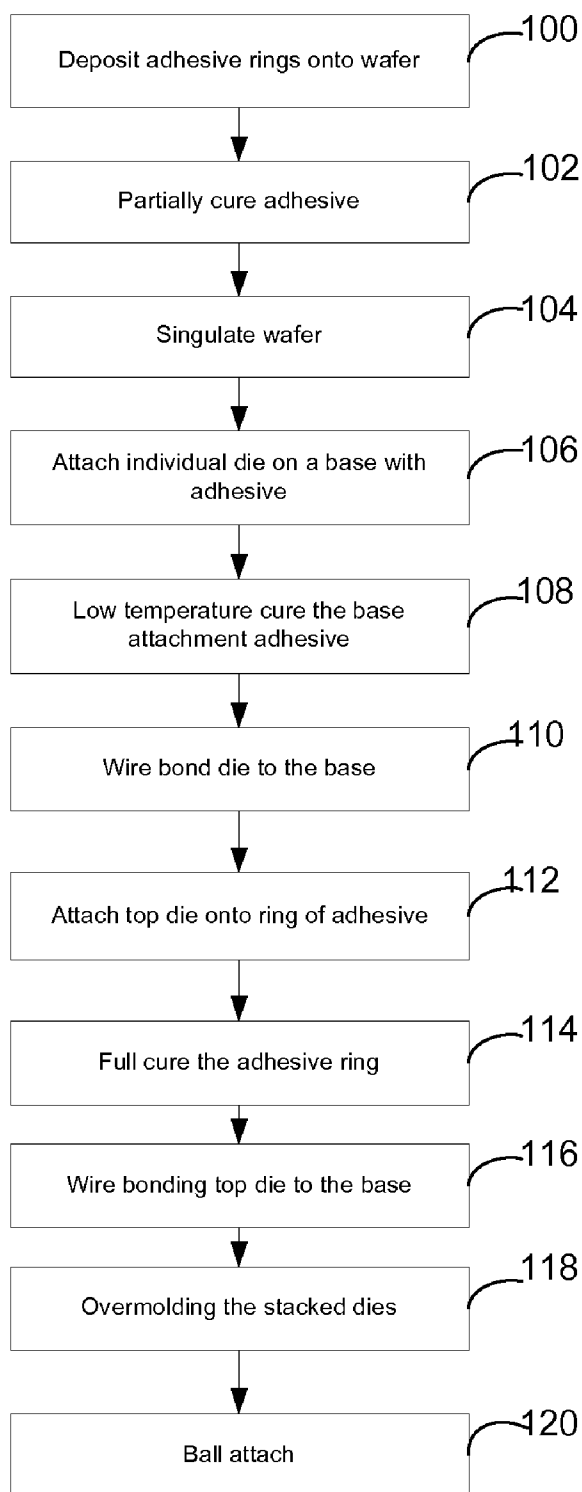 100
Deposit adhesive rings onto wafer
102
Partially cure adhesive
104
Singulate wafer
106
Attach individual die on a base with
adhesive
108
Low temperature cure the base
attachment adhesive
110
Wire bond die to the base
112
Attach top die onto ring of adhesive
114
Full cure the adhesive ring
116
Wire bonding top die to the base
118
Overmolding the stacked dies
120
Ball attach